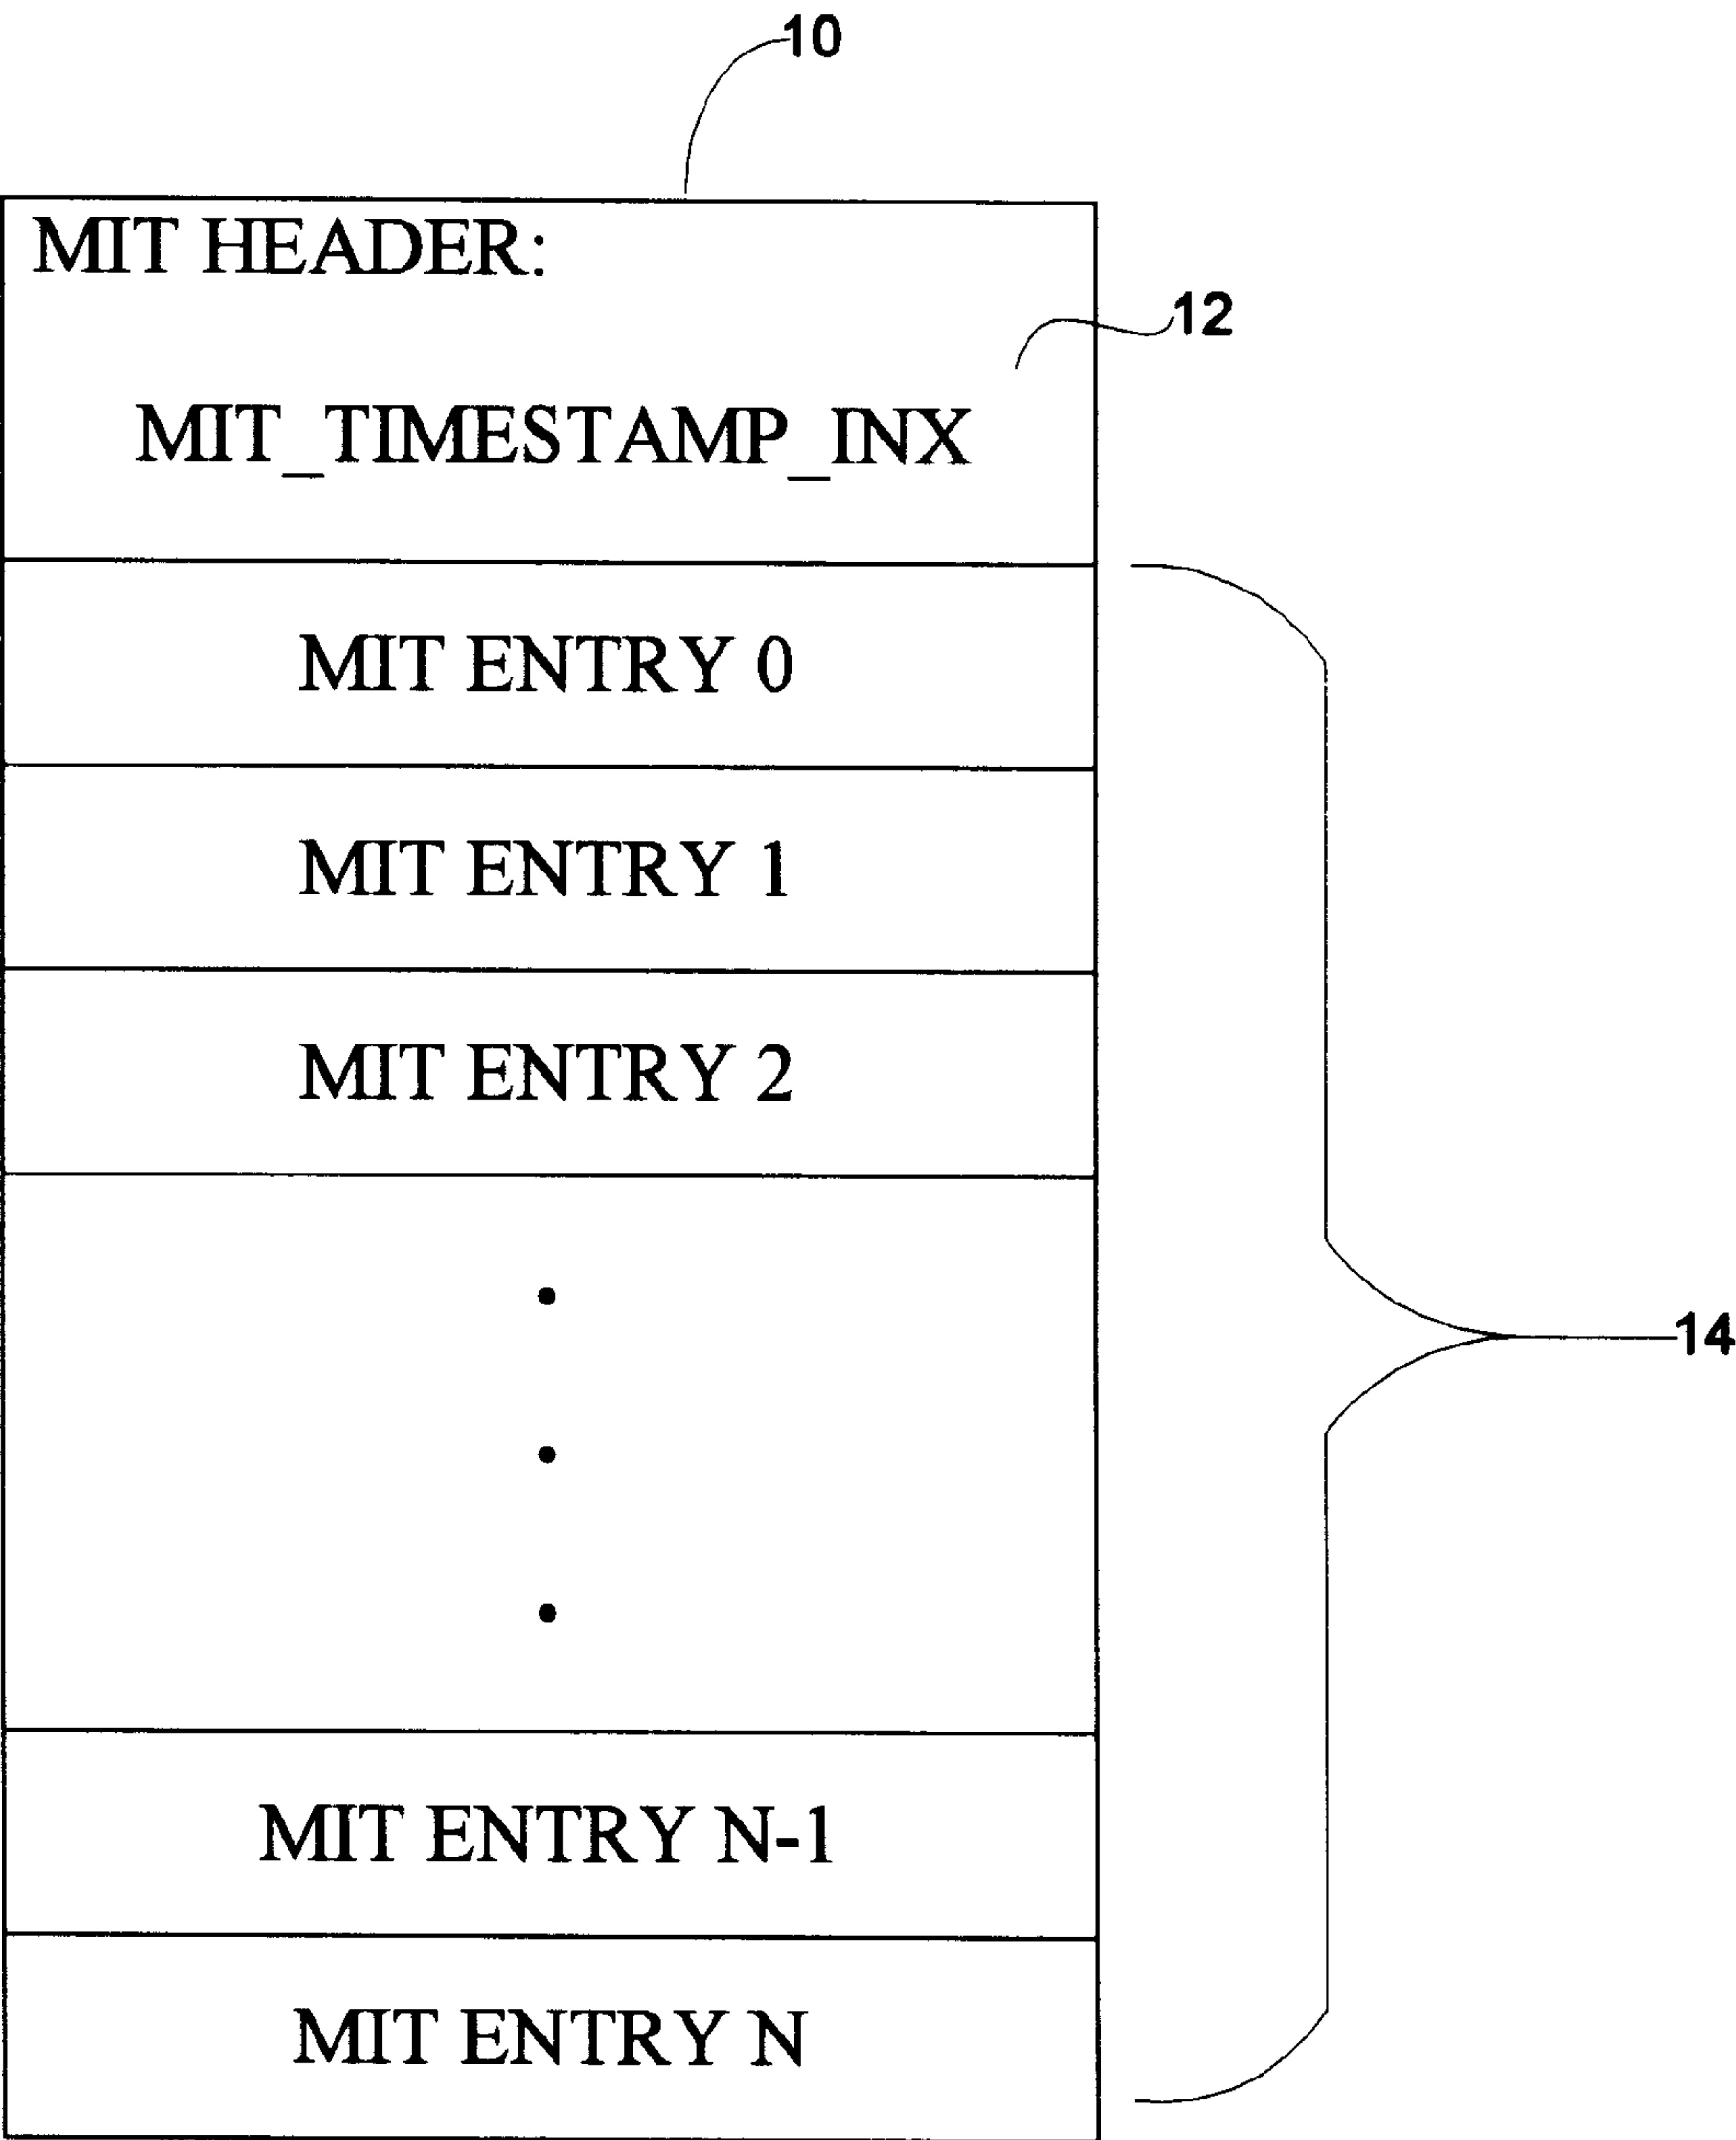 10
MIT HEADER:
12
MIT_TIMESTAMP_INX
MIT ENTRY 0
MIT ENTRY 1
MIT ENTRY 2
14
MIT ENTRY N-1
MIT ENTRY N